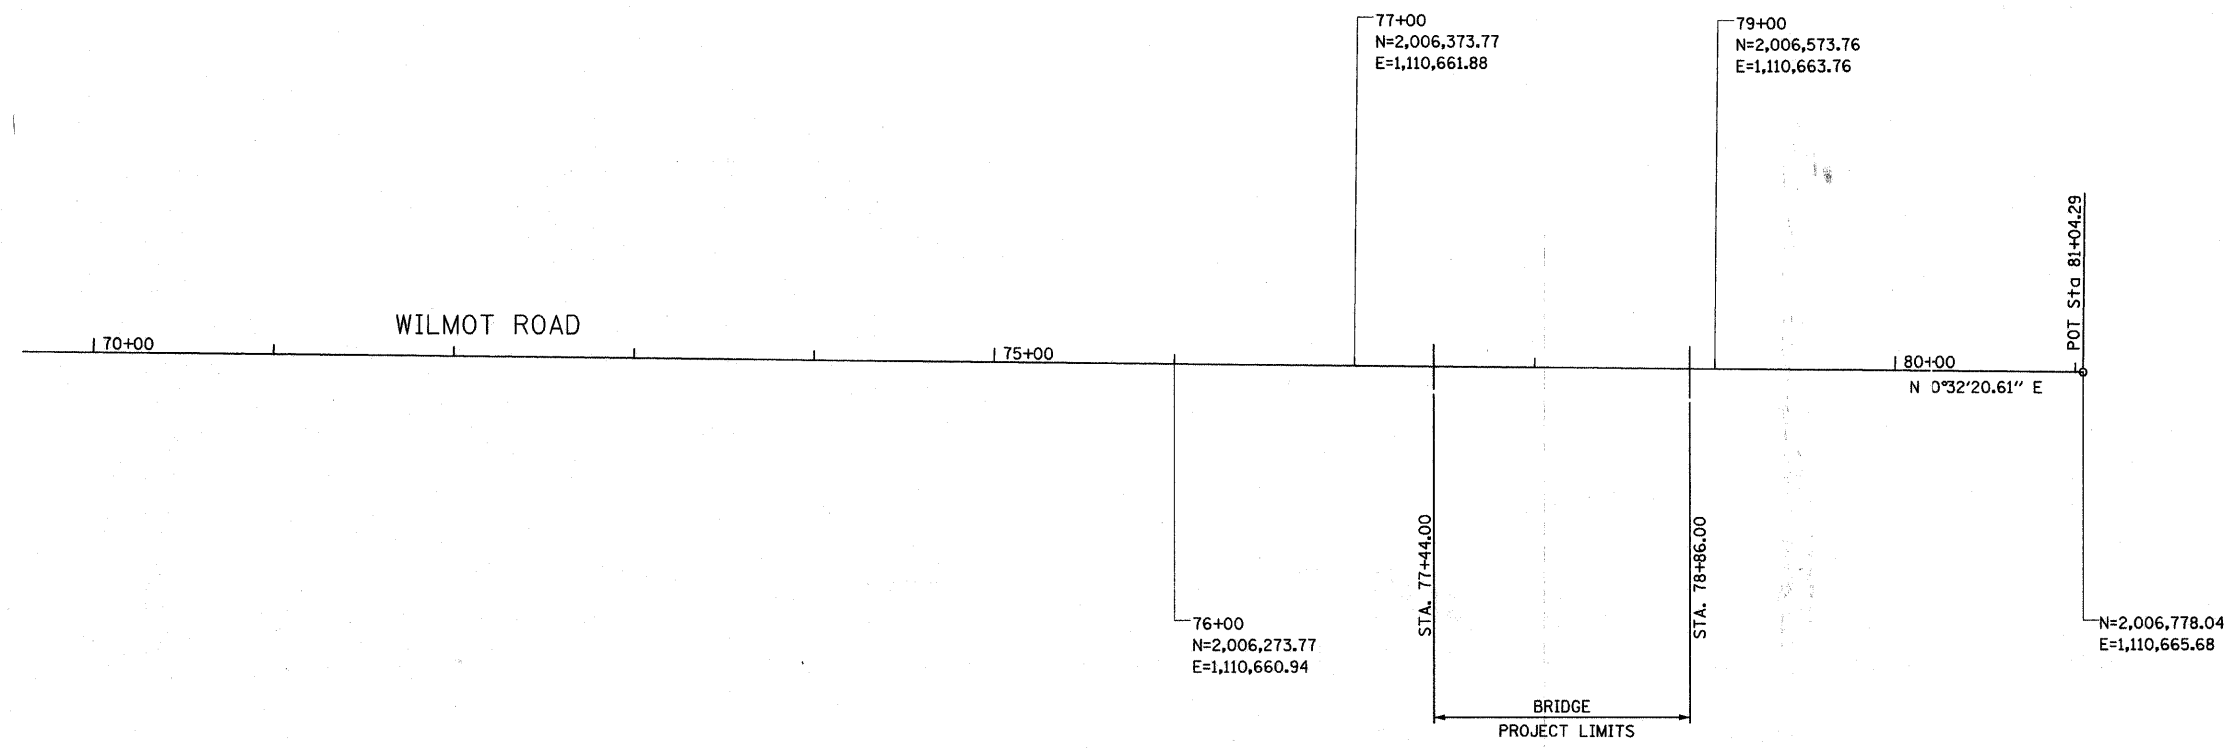 77+00
N=2,006,373.77
E=1,110,661.88
79+00
N=2,006,573.76
E=1,110,663.76
POT Sta 81+04.29
WILMOT ROAD
70+00
75+00
80+00
N 0°32'20.61" E
STA. 77+44.00
STA. 78+86.00
76+00
N=2,006,273.77
E=1,110,660.94
N=2,006,778.04
E=1,110,665.68
BRIDGE
PROJECT LIMITS